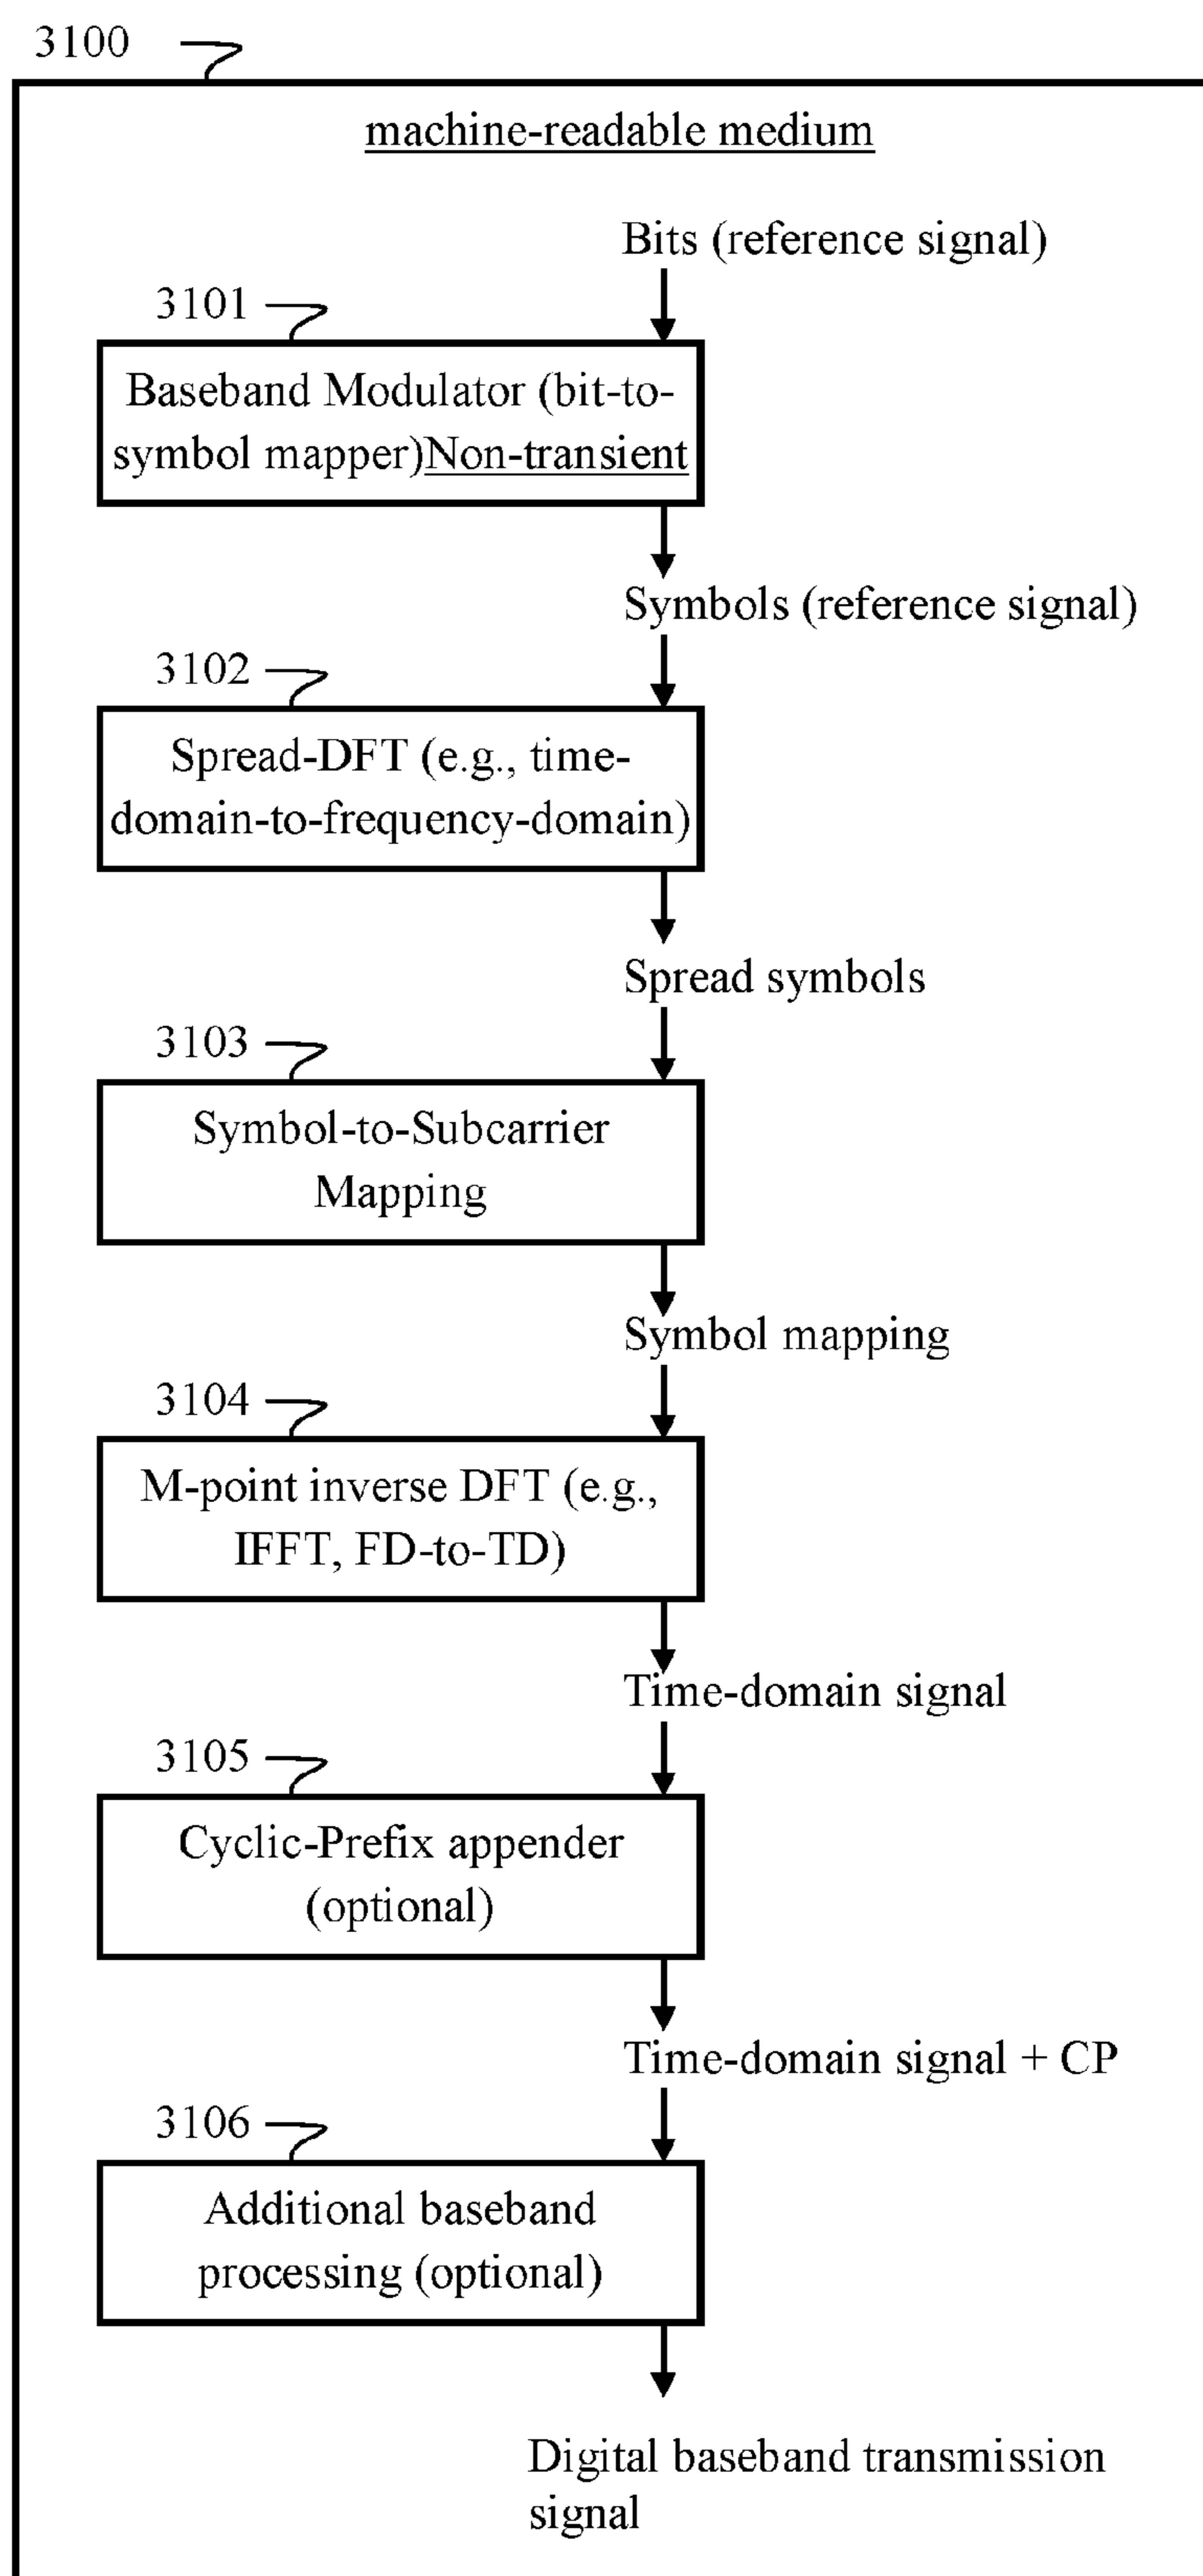 3100
machine-readable medium
Bits (reference signal)
3101
Baseband Modulator (bit-to-
symbol mapper)Non-transient
Symbols (reference signal)
3102
Spread-DFT (e.g., time-
domain-to-frequency-domain)
Spread symbols
3103
Symbol-to-Subcarrier
Mapping
Symbol mapping
3104
M-point inverse DFT (e.g.,
IFFT, FD-to-TD)
Time-domain signal
3105
Cyclic-Prefix appender
(optional)
Time-domain signal + CP
3106
Additional baseband
processing (optional)
Digital baseband transmission
signal